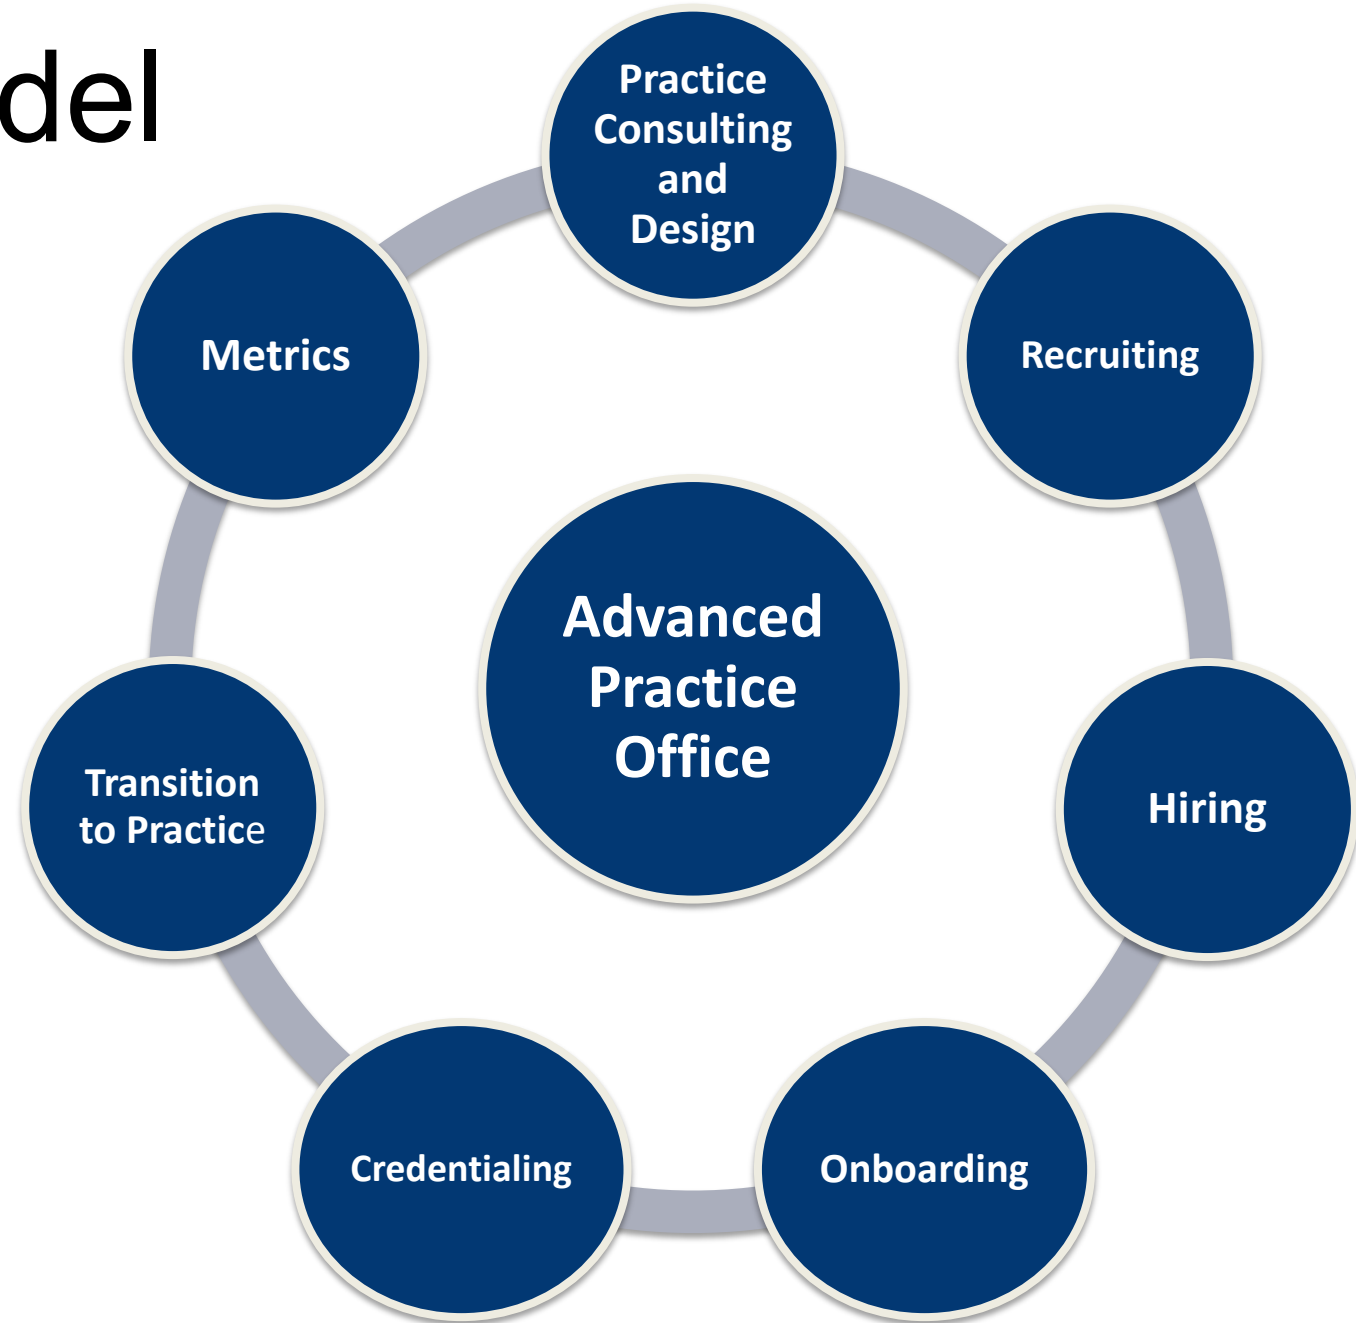 del
Practice
Consulting
and
Design
Metrics
Recruiting
Advanced
Practice
Office
Transition
to Practice
Hiring
Credentialing
Onboarding